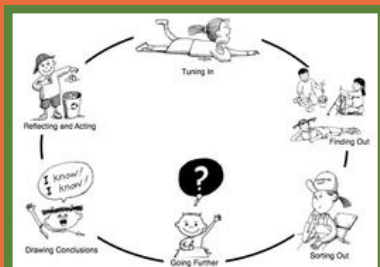 Tuning In
Finding Out
Sorting Out
Going Further
?
Drawing Conclusions
I know!
I know!
Reflecting and Acting